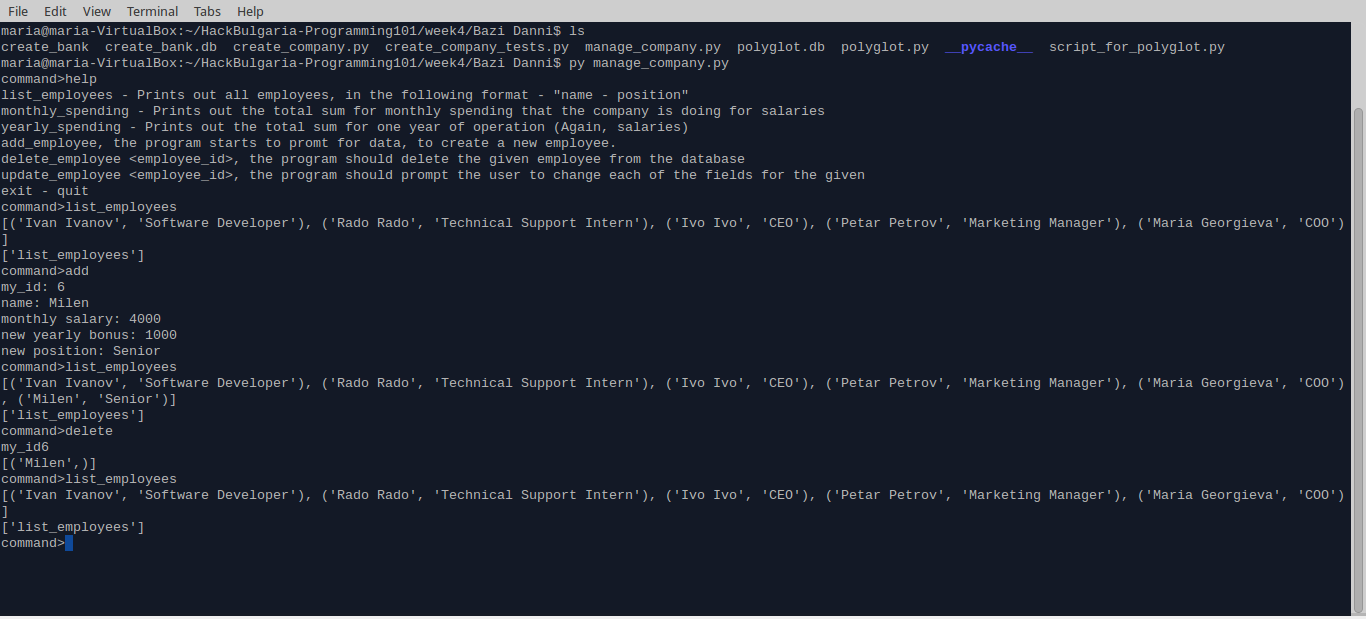 File Edit View Terminal Tabs Help
maria@maria-VirtualBox:~/HackBulgaria-Programming101/week4/Bazi Danni$ ls
create_bank  create_bank.db  create_company.py  create_company_tests.py  manage_company.py  polyglot.db  polyglot.py  __pycache__  script_for_polyglot.py
maria@maria-VirtualBox:~/HackBulgaria-Programming101/week4/Bazi Danni$ py manage_company.py
command>help
list_employees - Prints out all employees, in the following format - "name - position"
monthly_spending - Prints out the total sum for monthly spending that the company is doing for salaries
yearly_spending - Prints out the total sum for one year of operation (Again, salaries)
add_employee, the program starts to promt for data, to create a new employee.
delete_employee <employee_id>, the program should delete the given employee from the database
update_employee <employee_id>, the program should prompt the user to change each of the fields for the given
exit - quit
command>list_employees
[('Ivan Ivanov', 'Software Developer'), ('Rado Rado', 'Technical Support Intern'), ('Ivo Ivo', 'CEO'), ('Petar Petrov', 'Marketing Manager'), ('Maria Georgieva', 'COO')
]
['list_employees']
command>add
my_id: 6
name: Milen
monthly salary: 4000
new yearly bonus: 1000
new position: Senior
command>list_employees
[('Ivan Ivanov', 'Software Developer'), ('Rado Rado', 'Technical Support Intern'), ('Ivo Ivo', 'CEO'), ('Petar Petrov', 'Marketing Manager'), ('Maria Georgieva', 'COO')
, ('Milen', 'Senior')]
['list_employees']
command>delete
my_id6
[('Milen',)]
command>list_employees
[('Ivan Ivanov', 'Software Developer'), ('Rado Rado', 'Technical Support Intern'), ('Ivo Ivo', 'CEO'), ('Petar Petrov', 'Marketing Manager'), ('Maria Georgieva', 'COO')
]
['list_employees']
command>